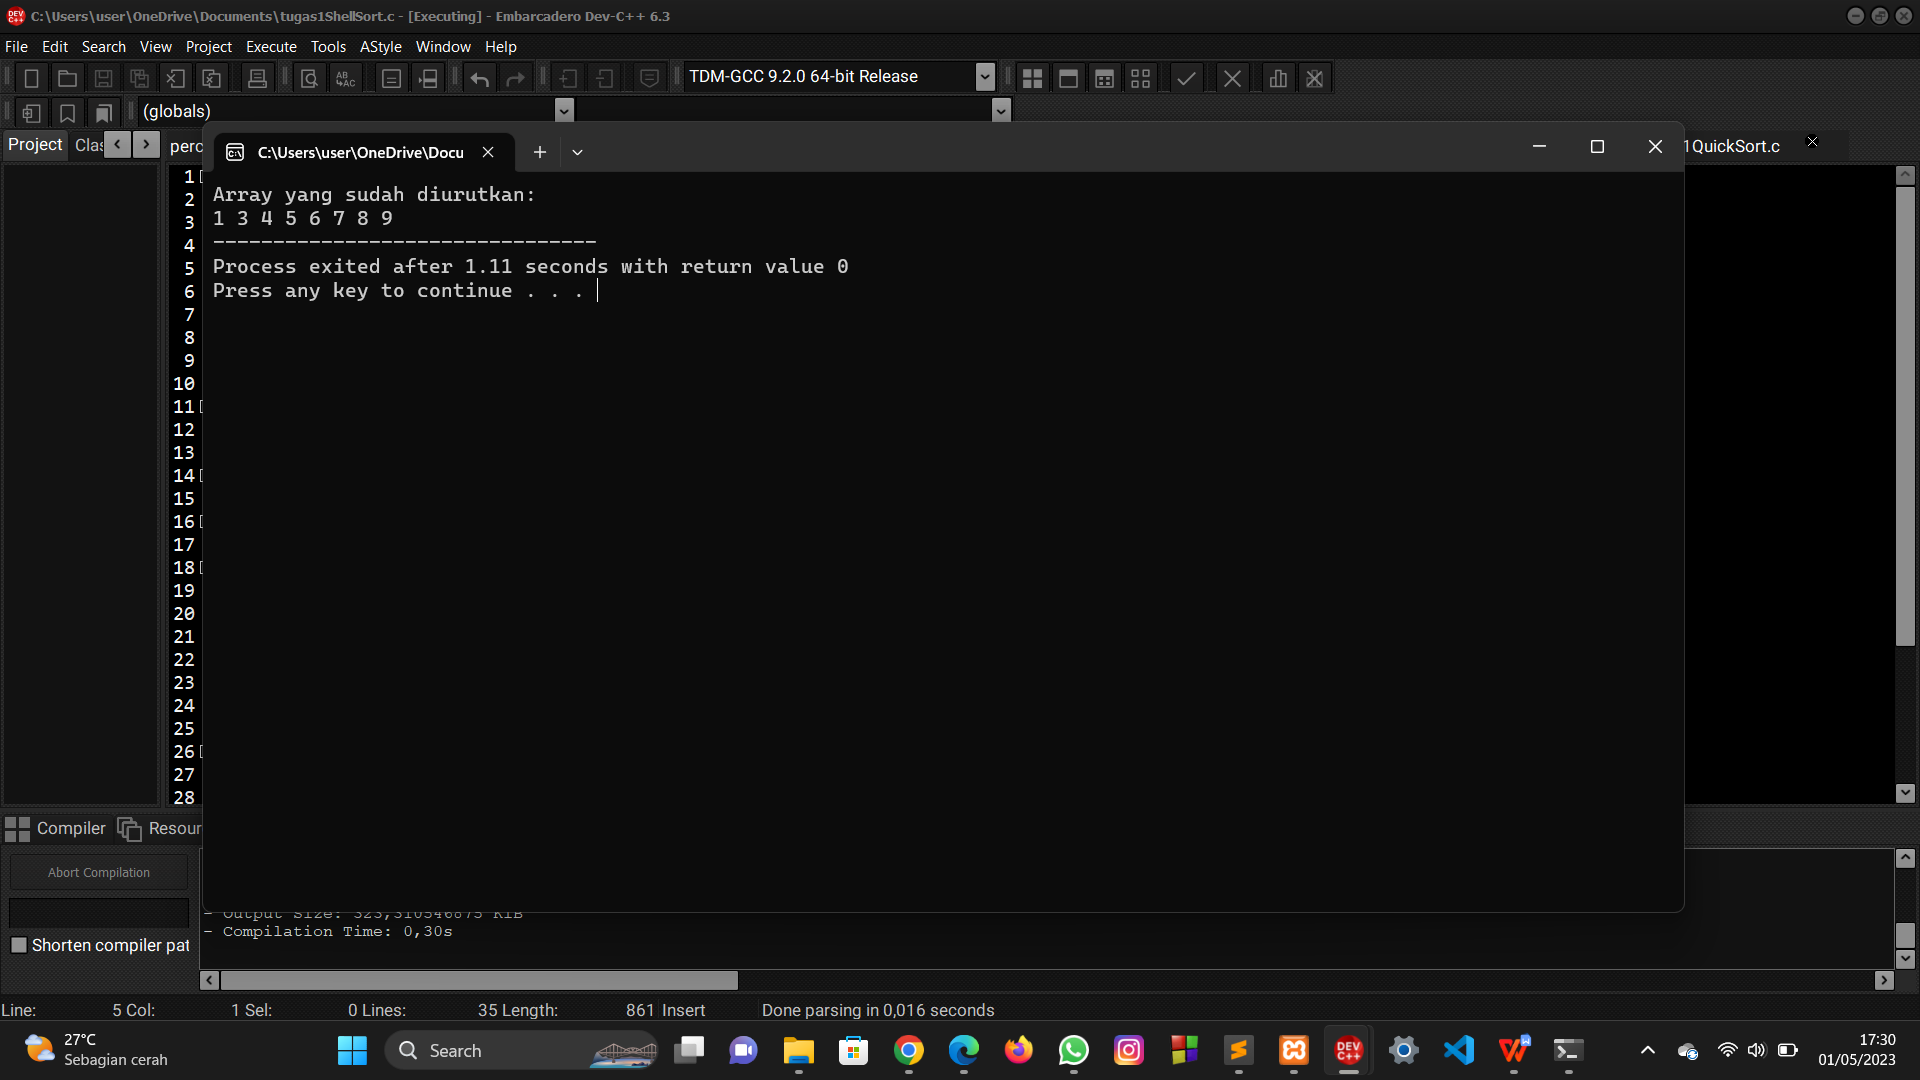 C:\Users\user\OneDrive\Documents\tugas1ShellSort.c - [Executing] - Embarcadero Dev-C++ 6.3
File Edit Search View Project Execute Tools AStyle Window Help
TDM-GCC 9.2.0 64-bit Release
(globals)
Project Clas
perc
C:\Users\user\OneDrive\Docu
1QuickSort.c
1
2
3
4
5
6
7
8
9
10
11
12
13
14
15
16
17
18
19
20
21
22
23
24
25
26
27
28
Array yang sudah diurutkan:
1 3 4 5 6 7 8 9
--------------------------------
Process exited after 1.11 seconds with return value 0
Press any key to continue . . .
Compiler Resour
Abort Compilation
Shorten compiler pat
- Output Size: 323,310546875 KiB
- Compilation Time: 0,30s
Line: 5 Col: 1 Sel: 0 Lines: 35 Length: 861 Insert Done parsing in 0,016 seconds
27°C
Sebagian cerah
Search
DEV C++
17:30
01/05/2023